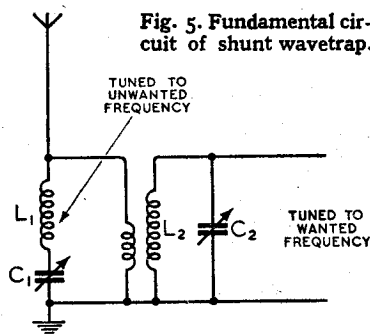 Fig. 5. Fundamental cir-
cuit of shunt wavetrap.
TUNED TO
UNWANTED
FREQUENCY
L1
L2
C2
TUNED TO
WANTED
FREQUENCY
C1